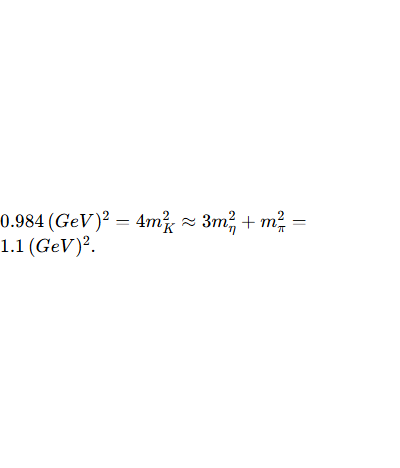 0.984 (GeV)² = 4m²_K ≈ 3m²_η + m²_π =
1.1 (GeV)².